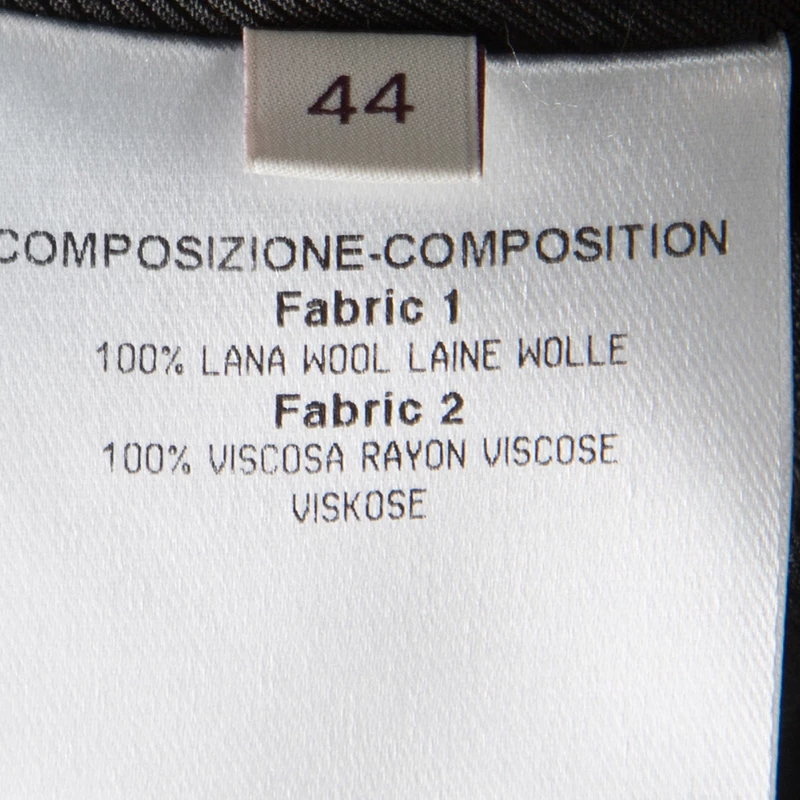 44
COMPOSIZIONE-COMPOSITION
Fabric 1
100% LANA WOOL LAINE WOLLE
Fabric 2
100% VISCOSA RAYON VISCOSE
VISKOSE